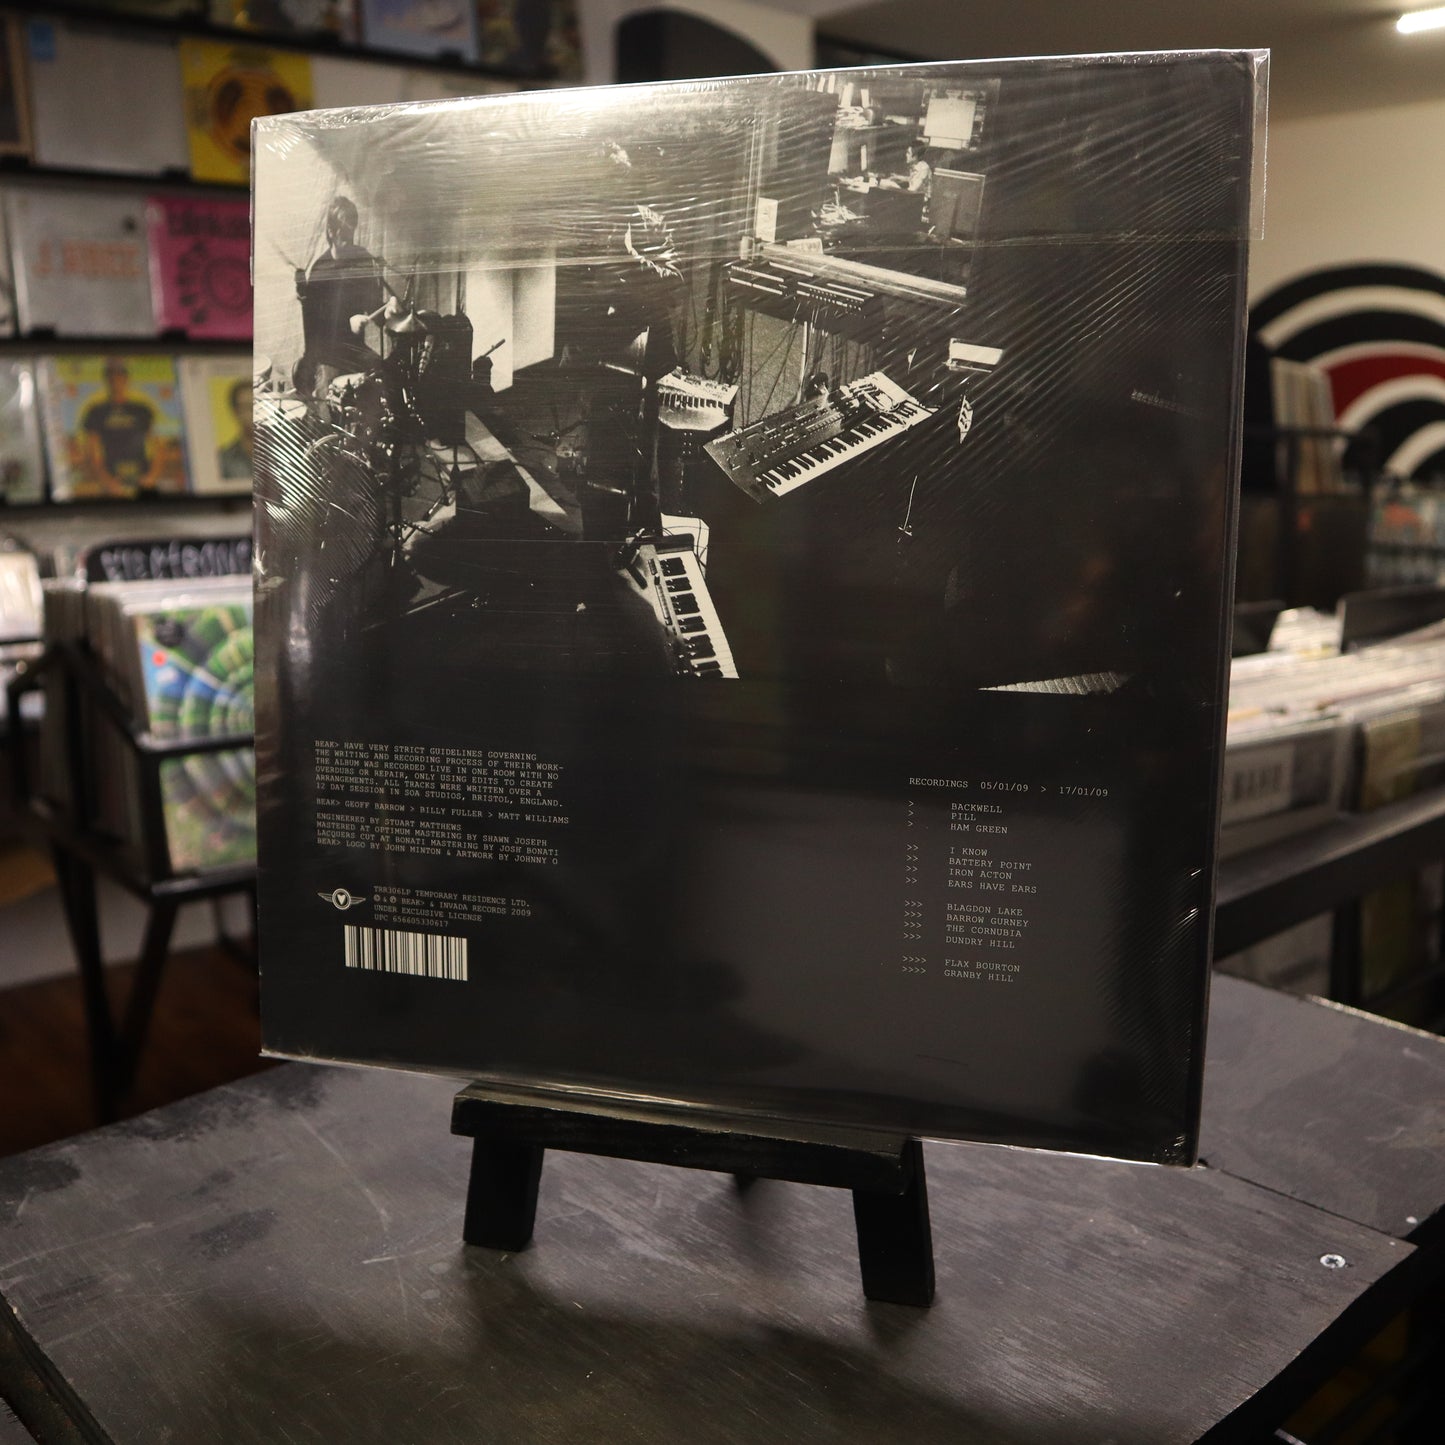 ELECTRONIC
BEAK> HAVE VERY STRICT GUIDELINES GOVERNING
THE WRITING AND RECORDING PROCESS OF THEIR WORK-
THE ALBUM WAS RECORDED LIVE IN ONE ROOM WITH NO
OVERDUBS OR REPAIR, ONLY USING EDITS TO CREATE
ARRANGEMENTS. ALL TRACKS WERE WRITTEN OVER A
12 DAY SESSION IN SOA STUDIOS, BRISTOL, ENGLAND.
BEAK> GEOFF BARROW > BILLY FULLER > MATT WILLIAMS
ENGINEERED BY STUART MATTHEWS
MASTERED AT OPTIMUM MASTERING BY SHAWN JOSEPH
LACQUERS CUT AT BONATI MASTERING BY JOSH BONATI
BEAK> LOGO BY JOHN MINTON & ARTWORK BY JOHNNY O
TRR306LP TEMPORARY RESIDENCE LTD.
© & ℗ BEAK> & INVADA RECORDS 2009
UNDER EXCLUSIVE LICENSE
UPC 656605330617
RECORDINGS 05/01/09 > 17/01/09
> BACKWELL
> PILL
> HAM GREEN
>> I KNOW
>> BATTERY POINT
>> IRON ACTON
>> EARS HAVE EARS
>>> BLAGDON LAKE
>>> BARROW GURNEY
>>> THE CORNUBIA
>>> DUNDRY HILL
>>>> FLAX BOURTON
>>>> GRANBY HILL